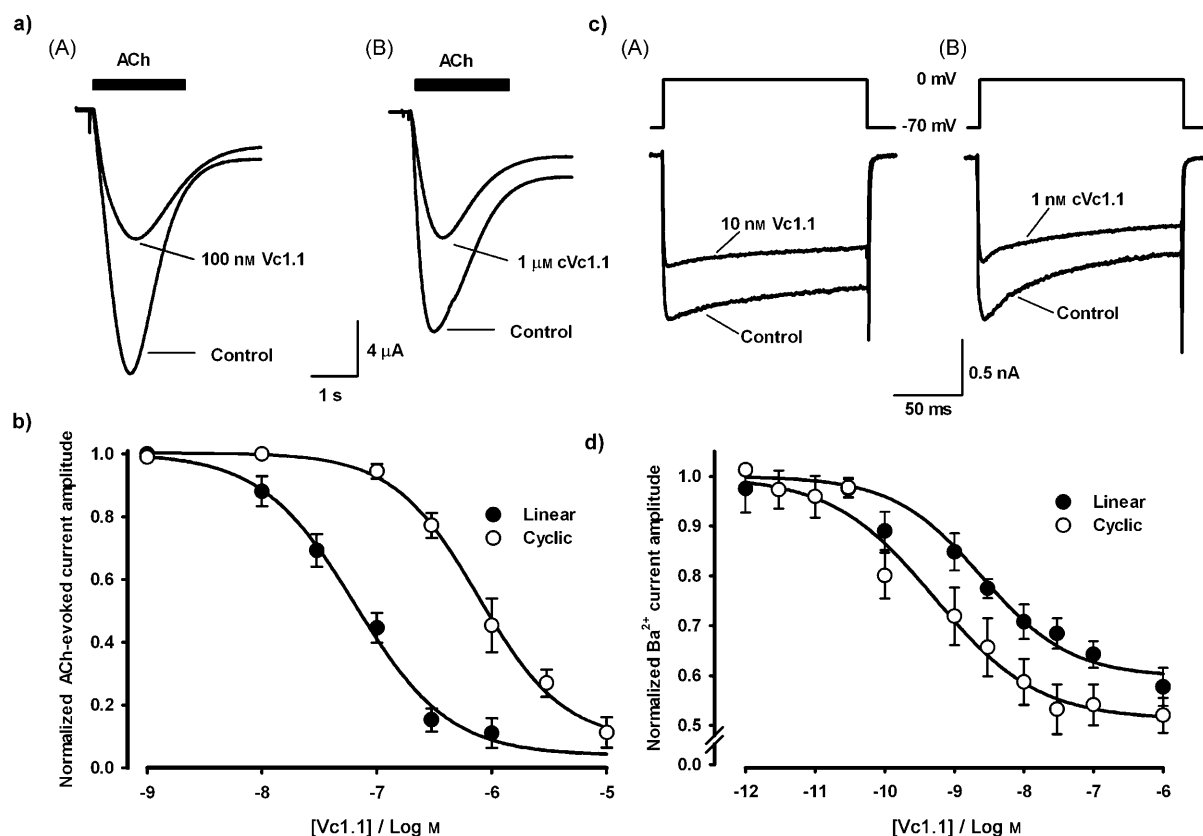 a)
(A)
ACh
100 nM Vc1.1
Control
(B)
ACh
1 µM cVc1.1
Control
4 µA
1 s
c)
(A)
0 mV
-70 mV
10 nM Vc1.1
Control
(B)
1 nM cVc1.1
Control
0.5 nA
50 ms
b)
Normalized ACh-evoked current amplitude
1.0
0.8
0.6
0.4
0.2
0.0
Linear
Cyclic
-9 -8 -7 -6 -5
[Vc1.1] / Log M
d)
Normalized Ba²⁺ current amplitude
1.0
0.9
0.8
0.7
0.6
0.5
0.0
Linear
Cyclic
-12 -11 -10 -9 -8 -7 -6
[Vc1.1] / Log M